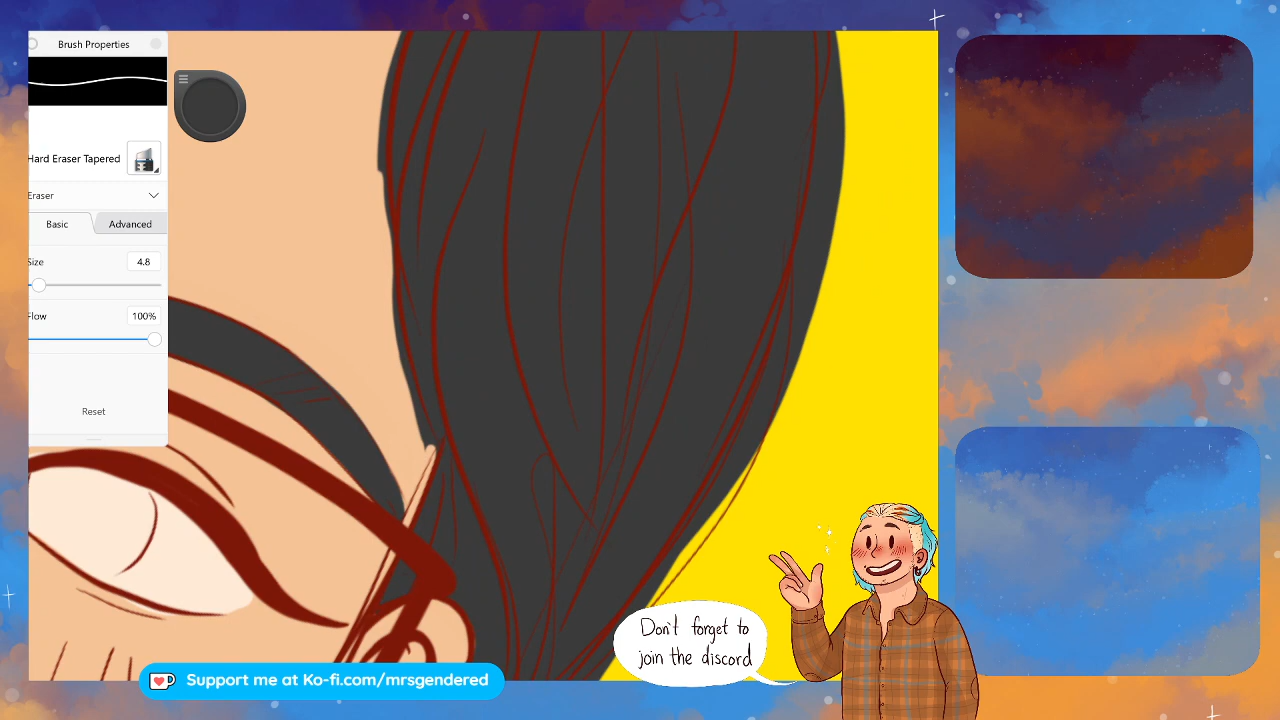 Brush Properties
Hard Eraser Tapered
Eraser
Basic Advanced
Size 4.8
Flow 100%
Reset
Don't forget to
join the discord
Support me at Ko-fi.com/mrsgendered